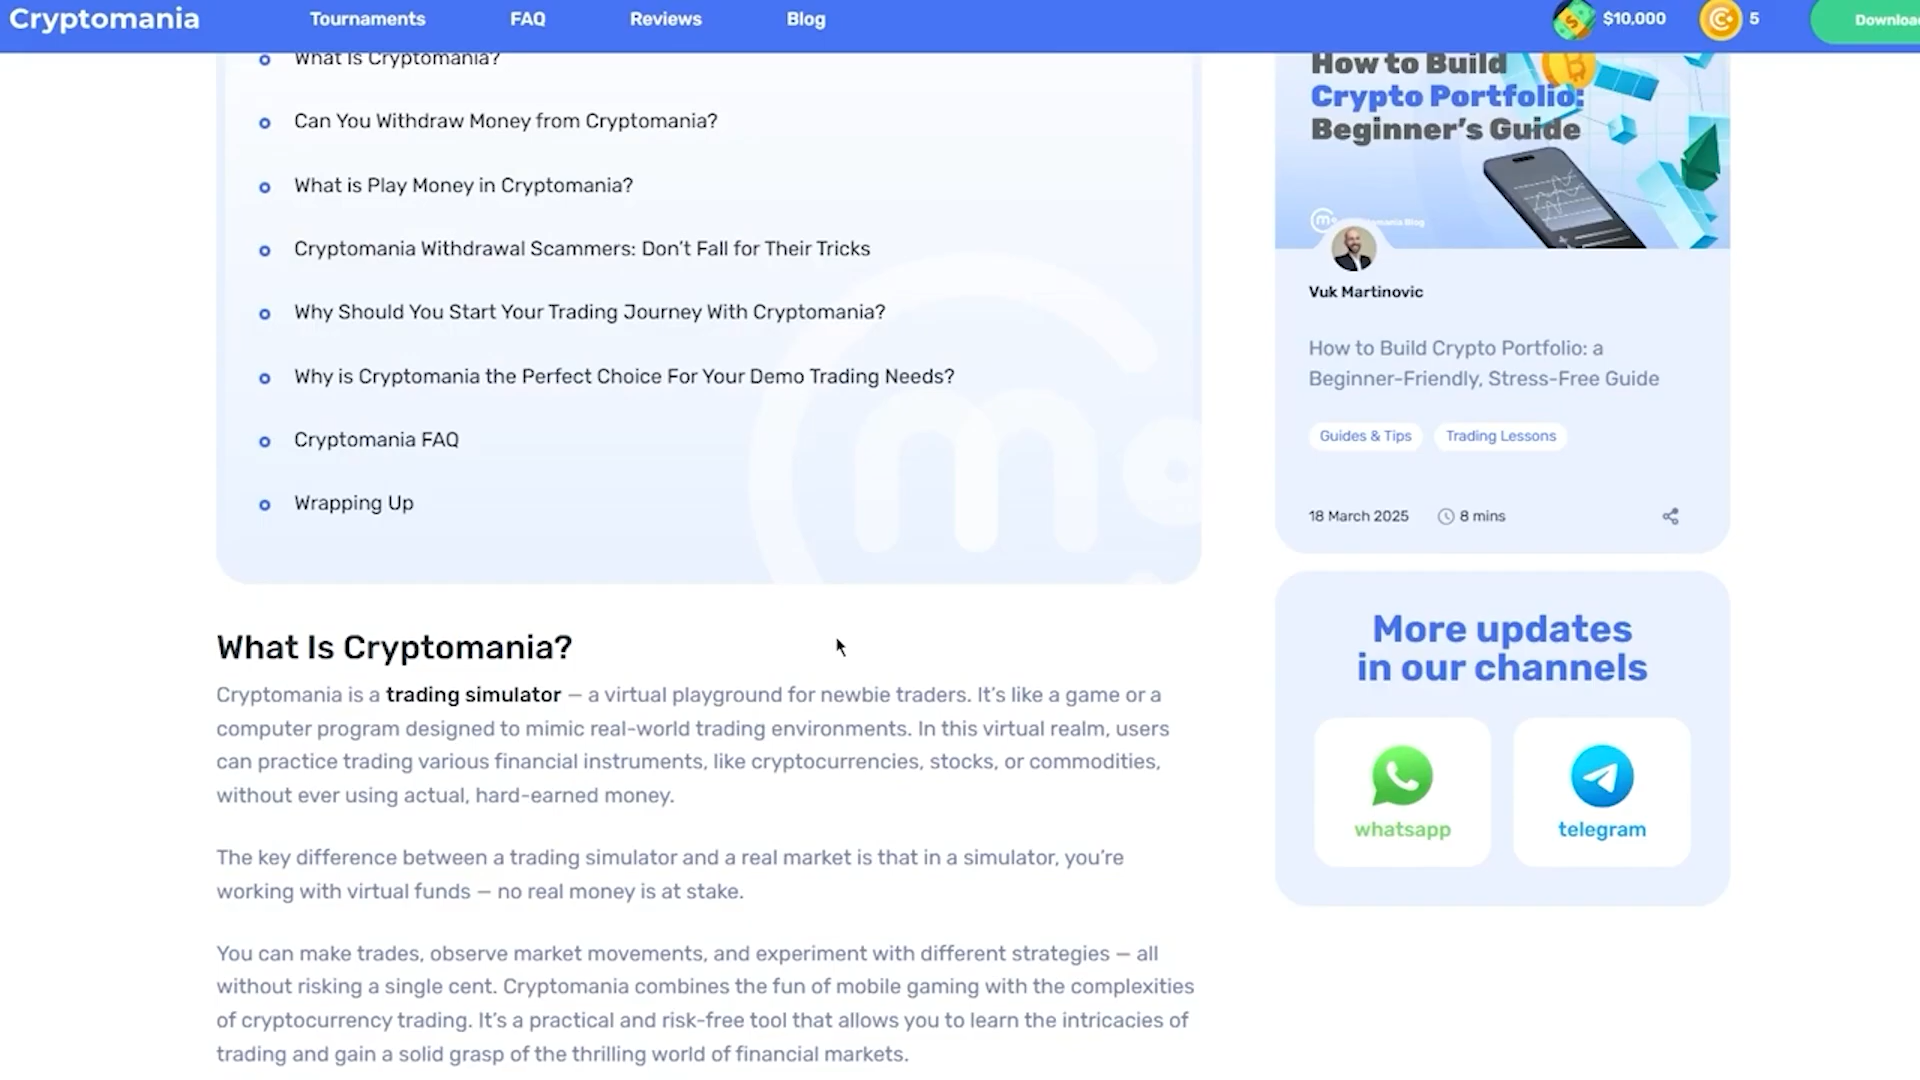 Cryptomania
Tournaments
FAQ
Reviews
Blog
$10,000
5
What Is Cryptomania?
Can You Withdraw Money from Cryptomania?
What is Play Money in Cryptomania?
Cryptomania Withdrawal Scammers: Don’t Fall for Their Tricks
Why Should You Start Your Trading Journey With Cryptomania?
Why is Cryptomania the Perfect Choice For Your Demo Trading Needs?
Cryptomania FAQ
Wrapping Up
What Is Cryptomania?
Cryptomania is a trading simulator — a virtual playground for newbie traders. It’s like a game or a
computer program designed to mimic real-world trading environments. In this virtual realm, users
can practice trading various financial instruments, like cryptocurrencies, stocks, or commodities,
without ever using actual, hard-earned money.
The key difference between a trading simulator and a real market is that in a simulator, you’re
working with virtual funds — no real money is at stake.
You can make trades, observe market movements, and experiment with different strategies — all
without risking a single cent. Cryptomania combines the fun of mobile gaming with the complexities
of cryptocurrency trading. It’s a practical and risk-free tool that allows you to learn the intricacies of
trading and gain a solid grasp of the thrilling world of financial markets.
How to Build
Crypto Portfolio:
Beginner’s Guide
Blog
Vuk Martinovic
How to Build Crypto Portfolio: a
Beginner-Friendly, Stress-Free Guide
Guides & Tips
Trading Lessons
18 March 2025
8 mins
More updates
in our channels
whatsapp
telegram